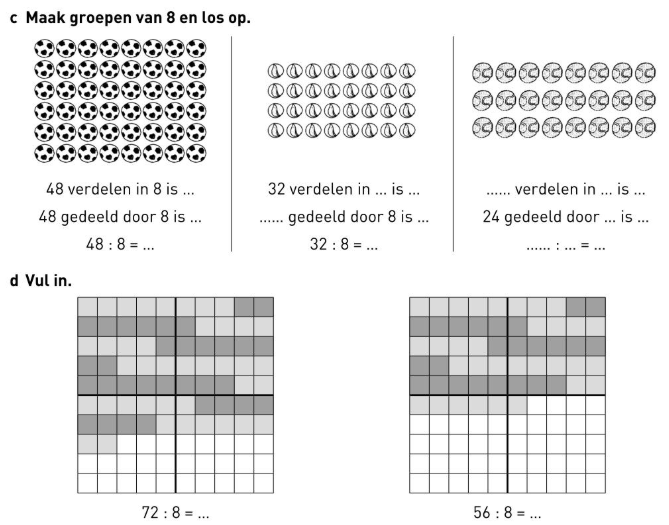 c Maak groepen van 8 en los op.
48 verdelen in 8 is ...
48 gedeeld door 8 is ...
48 : 8 = ...
32 verdelen in ... is ...
...... gedeeld door 8 is ...
32 : 8 = ...
...... verdelen in ... is ...
24 gedeeld door ... is ...
...... : ... = ...
d Vul in.
72 : 8 = ...
56 : 8 = ...